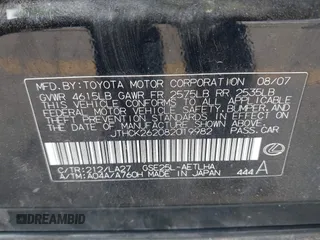 MFD.BY:TOYOTA MOTOR CORPORATION 08/07
GVWR 4615LB GAWR FR 2575LB RR 2535LB
THIS VEHICLE CONFORMS TO ALL APPLICABLE
FEDERAL MOTOR VEHICLE SAFETY, BUMPER, AND
THEFT PREVENTION STANDARDS IN EFFECT ON
THE DATE OF MANUFACTURE SHOWN ABOVE.
JTHCK262082019982 PASS.CAR
C/TR:212/LA27 GSE25L-AETLHA
A/TM:A04A/A760H MADE IN JAPAN 444 A